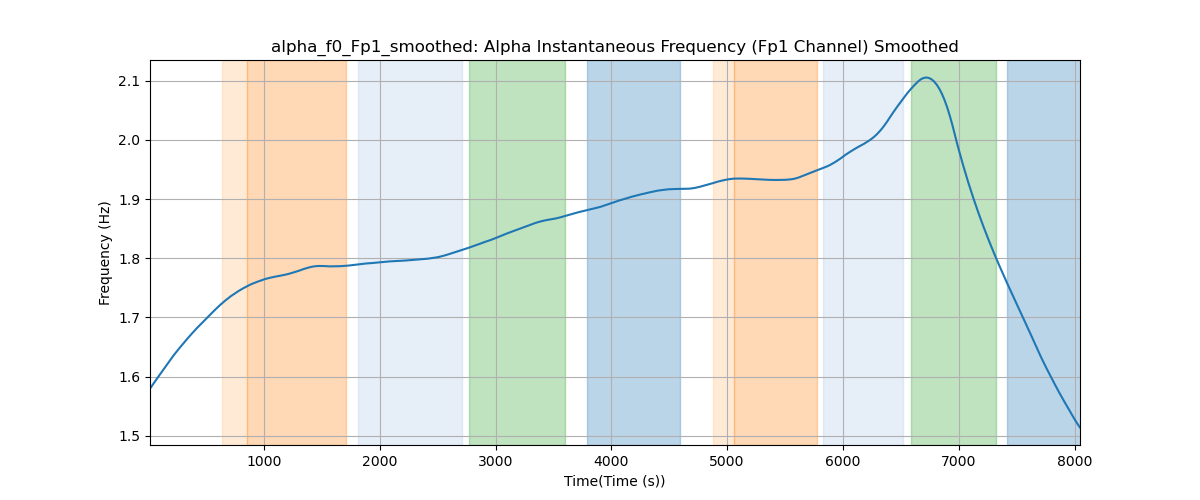 alpha_f0_Fp1_smoothed: Alpha Instantaneous Frequency (Fp1 Channel) Smoothed
Frequency (Hz)
2.1
2.0
1.9
1.8
1.7
1.6
1.5
1000 2000 3000 4000 5000 6000 7000 8000
Time(Time (s))